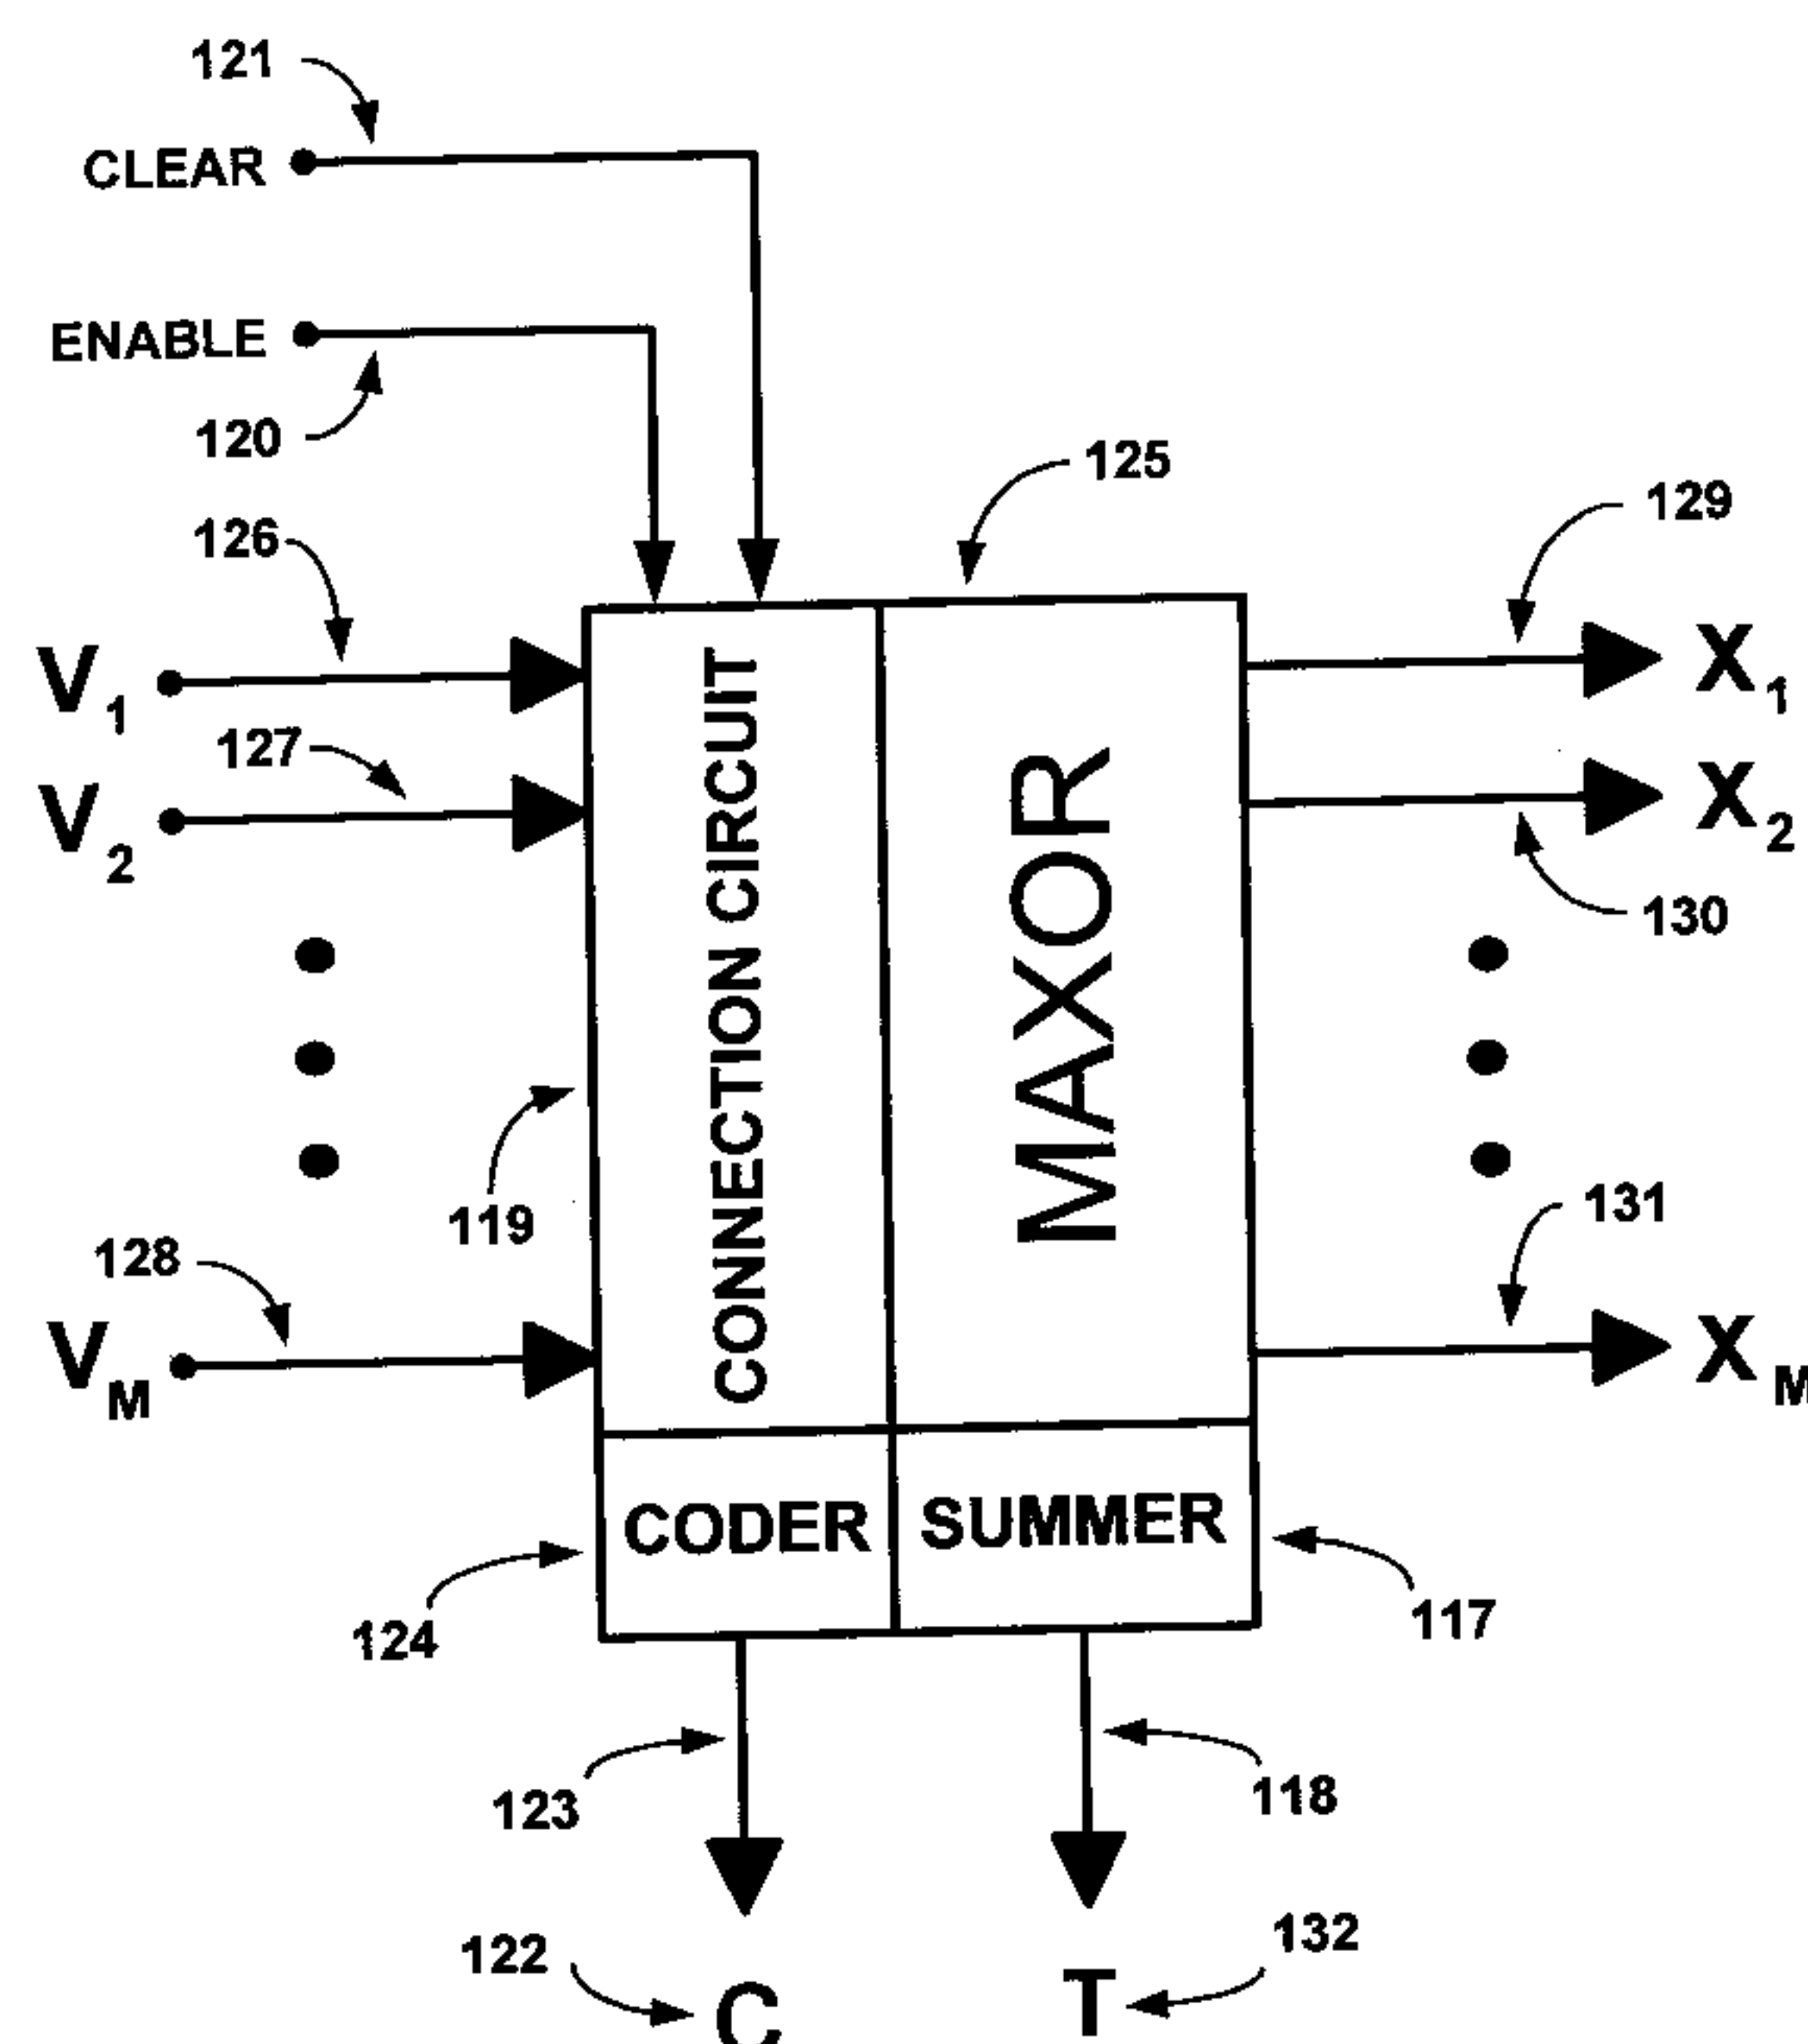 121
CLEAR
ENABLE
120
125
126
129
V1
X1
127
V2
X2
130
CONNECTION CIRCUIT
MAXOR
119
131
128
VM
XM
CODER
SUMMER
124
117
123
118
122
132
C
T